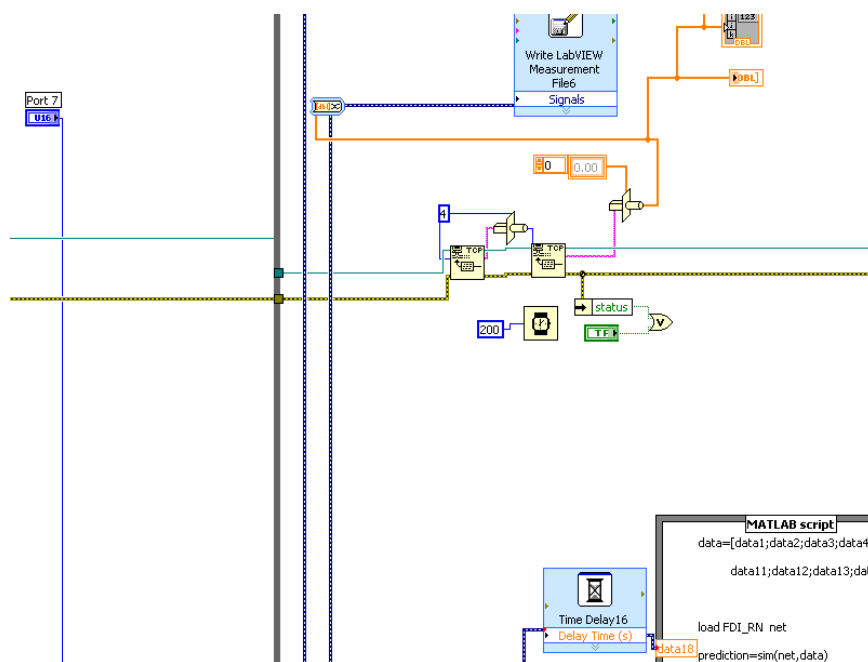 123
DBL
Write LabVIEW
Measurement
File6
Signals
DBL]
Port 7
U16
[dbl]
0
0.00
4
TCP
TCP
status
200
TF
V
MATLAB script
data=[data1;data2;data3;data4
data11;data12;data13;da
Time Delay16
Delay Time (s)
load FDI_RN net
data18
prediction=sim(net,data)